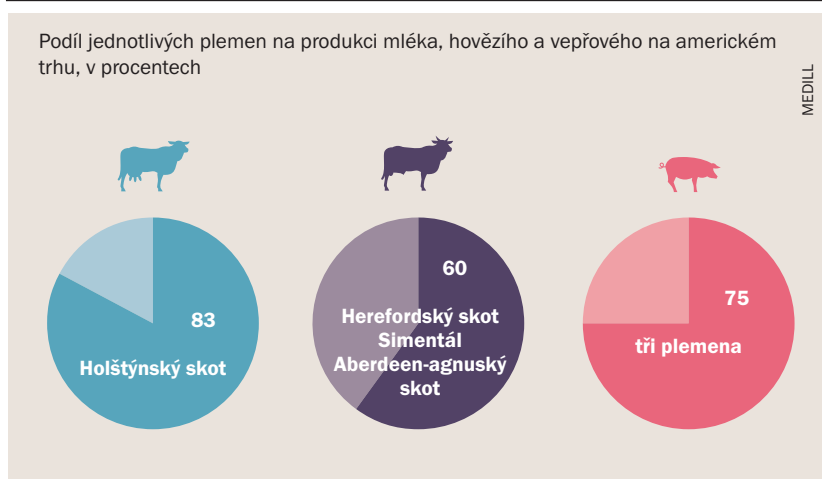 Podíl jednotlivých plemen na produkci mléka, hovězího a vepřového na americkém
trhu, v procentech
MEDILL
83
Holštýnský skot
60
Herefordský skot
Simentál
Aberdeen-agnuský
skot
75
tři plemena